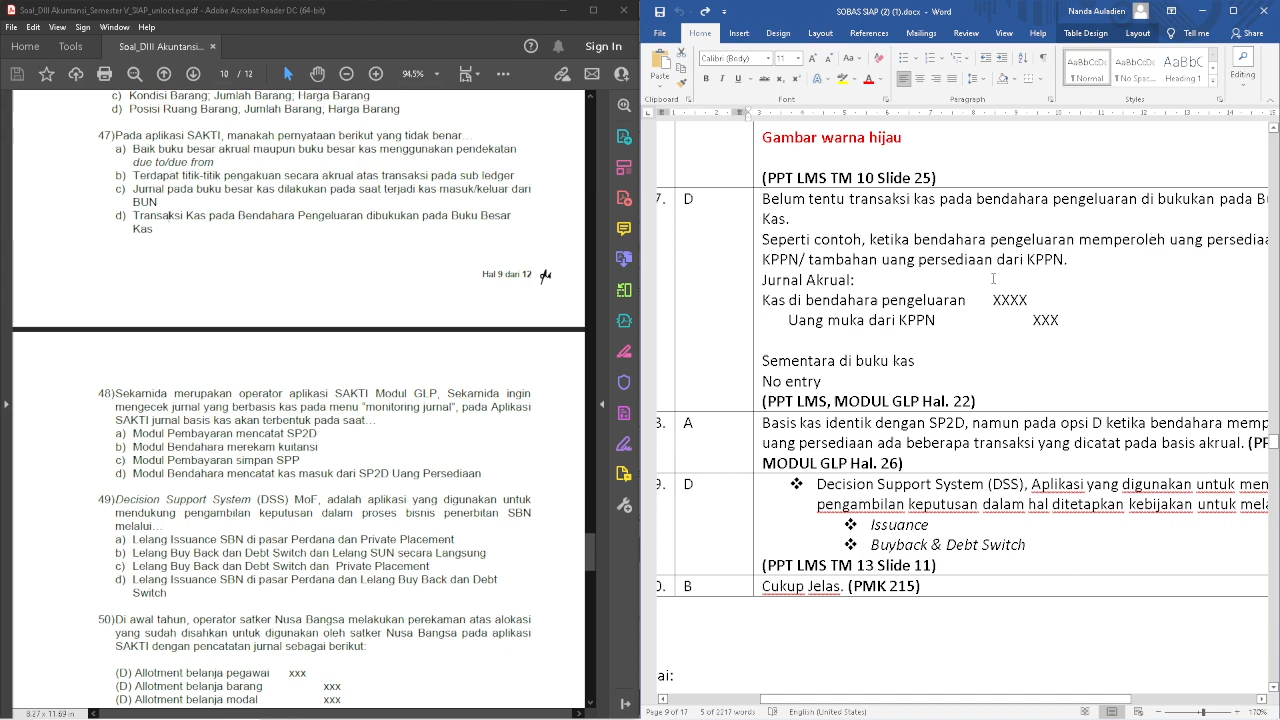 Soal_DIII Akuntansi_Semester V_SIAP_unlocked.pdf - Adobe Acrobat Reader DC (64-bit)
File Edit View Sign Window Help
Home Tools Soal_DIII Akuntansi... × Sign In
10 / 12 94.5%
c) Kondisi Barang; Jumlah Barang; Harga Barang
d) Posisi Ruang Barang; Jumlah Barang, Harga Barang
47)Pada aplikasi SAKTI, manakah pernyataan berikut yang tidak benar…
a) Baik buku besar akrual maupun buku besar kas menggunakan pendekatan
due to/due from
b) Terdapat titik-titik pengakuan secara akrual atas transaksi pada sub ledger
c) Jurnal pada buku besar kas dilakukan pada saat terjadi kas masuk/keluar dari
BUN
d) Transaksi Kas pada Bendahara Pengeluaran dibukukan pada Buku Besar
Kas
Hal 9 dari 12
48)Sekarnida merupakan operator aplikasi SAKTI Modul GLP, Sekarnida ingin
mengecek jurnal yang berbasis kas pada menu “monitoring jurnal”, pada Aplikasi
SAKTI jurnal basis kas akan terbentuk pada saat…
a) Modul Pembayaran mencatat SP2D
b) Modul Bendahara merekam kuitansi
c) Modul Pembayaran simpan SPP
d) Modul Bendahara mencatat kas masuk dari SP2D Uang Persediaan
49)Decision Support System (DSS) MoF, adalah aplikasi yang digunakan untuk
mendukung pengambilan keputusan dalam proses bisnis penerbitan SBN
melalui…
a) Lelang Issuance SBN di pasar Perdana dan Private Placement
b) Lelang Buy Back dan Debt Switch dan Lelang SUN secara Langsung
c) Lelang Buy Back dan Debt Switch dan Private Placement
d) Lelang Issuance SBN di pasar Perdana dan Lelang Buy Back dan Debt
Switch
50)Di awal tahun, operator satker Nusa Bangsa melakukan perekaman atas alokasi
yang sudah disahkan untuk digunakan oleh satker Nusa Bangsa pada aplikasi
SAKTI dengan pencatatan jurnal sebagai berikut:
(D) Allotment belanja pegawai xxx
(D) Allotment belanja barang xxx
(D) Allotment belanja modal xxx
8.27 x 11.69 in
SOBAS SIAP (2) (1).docx - Word
Nanda Auladien
File Home Insert Design Layout References Mailings Review View Help Table Design Layout Tell me Share
Paste
Calibri (Body) 11
B I U
AaBbCcDc AaBbCcDc AaBbCc
¶ Normal ¶ No Spac... Heading 1
Editing
Clipboard Font Paragraph Styles
Gambar warna hijau
(PPT LMS TM 10 Slide 25)
7. D Belum tentu transaksi kas pada bendahara pengeluaran di bukukan pada Bu
Kas.
Seperti contoh, ketika bendahara pengeluaran memperoleh uang persediaa
KPPN/ tambahan uang persediaan dari KPPN.
Jurnal Akrual:
Kas di bendahara pengeluaran XXXX
Uang muka dari KPPN XXX
Sementara di buku kas
No entry
(PPT LMS, MODUL GLP Hal. 22)
8. A Basis kas identik dengan SP2D, namun pada opsi D ketika bendahara memp
uang persediaan ada beberapa transaksi yang dicatat pada basis akrual. (PP
MODUL GLP Hal. 26)
9. D ❖ Decision Support System (DSS), Aplikasi yang digunakan untuk men
pengambilan keputusan dalam hal ditetapkan kebijakan untuk mela
❖ Issuance
❖ Buyback & Debt Switch
(PPT LMS TM 13 Slide 11)
0. B Cukup Jelas. (PMK 215)
ai:
Page 9 of 17 5 of 2217 words English (United States) 170%